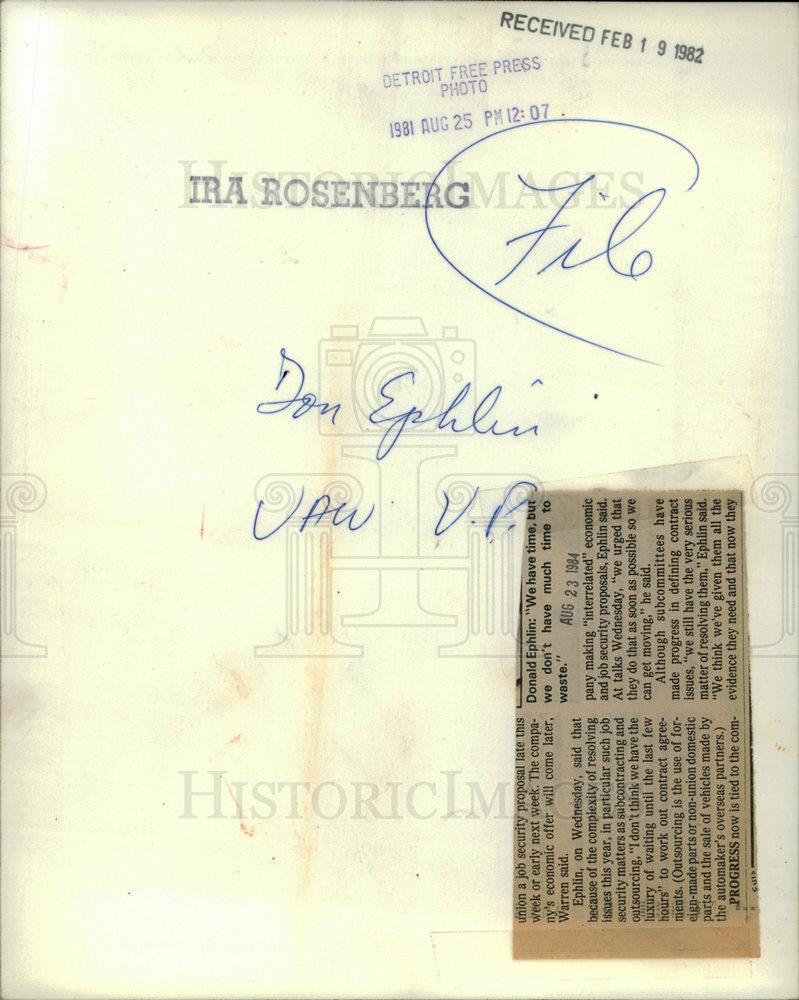 RECEIVED FEB 19 1982
DETROIT FREE PRESS
PHOTO
1981 AUG 25 PM 12:07
IRA ROSENBERG
File
Don Ephlin
UAW V.P.
HISTORIC IMAGES
HISTORIC IMAGES
union a job security proposal late this
week or early next week. The compa-
ny's economic offer will come later,
Warren said.
Ephlin, on Wednesday, said that
because of the complexity of resolving
issues this year, in particular such job
security matters as subcontracting and
outsourcing, "I don't think we have the
luxury of waiting until the last few
hours" to work out contract agree-
ments. (Outsourcing is the use of for-
eign-made parts or non-union domestic
parts and the sale of vehicles made by
the automaker's overseas partners.)
PROGRESS now is tied to the com-
Donald Ephlin: "We have time, but
we don't have much time to
waste."
AUG 23 1984
pany making "interrelated" economic
and job security proposals, Ephlin said.
At talks Wednesday, "we urged that
they do that as soon as possible so we
can get moving," he said.
Although subcommittees have
made progress in defining contract
issues, "we still have the very serious
matter of resolving them," Ephlin said.
"We think we've given them all the
evidence they need and that now they